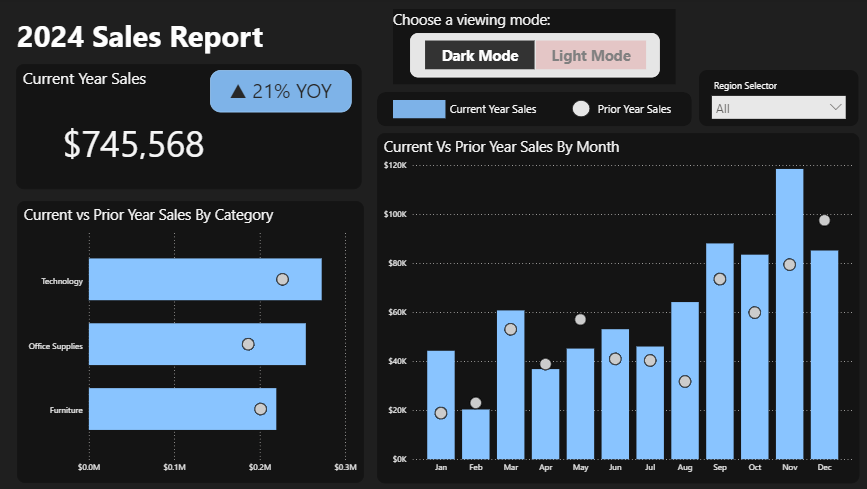 2024 Sales Report
Choose a viewing mode:
Dark Mode
Light Mode
Current Year Sales
▲ 21% YOY
$745,568
Current Year Sales
Prior Year Sales
Region Selector
All
Current vs Prior Year Sales By Category
Technology
Office Supplies
Furniture
$0.0M
$0.1M
$0.2M
$0.3M
Current Vs Prior Year Sales By Month
$120K
$100K
$80K
$60K
$40K
$20K
$0K
Jan
Feb
Mar
Apr
May
Jun
Jul
Aug
Sep
Oct
Nov
Dec